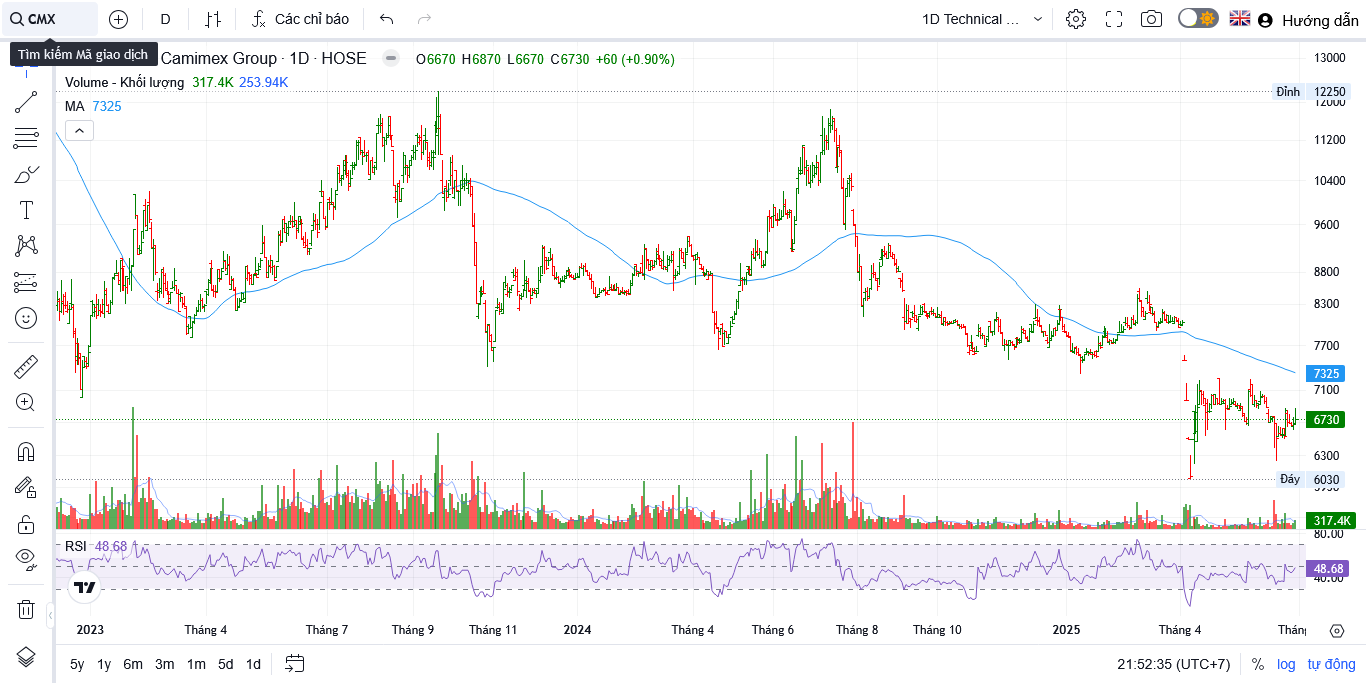 CMX
D
Các chỉ báo
1D Technical ...
Hướng dẫn
Tìm kiếm Mã giao dịch
Camimex Group · 1D · HOSE
O6670 H6870 L6670 C6730 +60 (+0.90%)
Volume - Khối lượng 317.4K 253.94K
MA 7325
13000
Đỉnh 12250
12000
11200
10400
9600
8800
8300
7700
7325
7100
6730
6300
Đáy 6030
317.4K
80.00
RSI 48.68
48.68
40.00
2023 Tháng 4 Tháng 7 Tháng 9 Tháng 11 2024 Tháng 4 Tháng 6 Tháng 8 Tháng 10 2025 Tháng 4 Thán
5y 1y 6m 3m 1m 5d 1d
21:52:35 (UTC+7) % log tự động